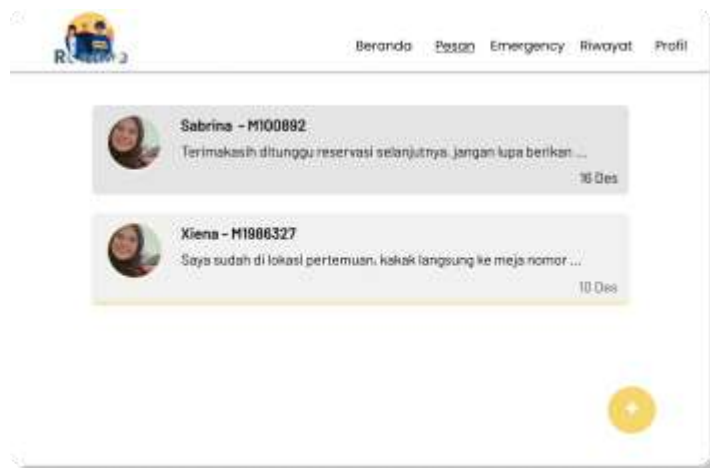 Beranda Pesan Emergency Riwayat Profil
Sabrina - M100892
Terimakasih ditunggu reservasi selanjutnya. jangan lupa berikan ...
16 Des
Xiena - M1986327
Saya sudah di lokasi pertemuan. kakak langsung ke meja nomor ...
10 Des
+